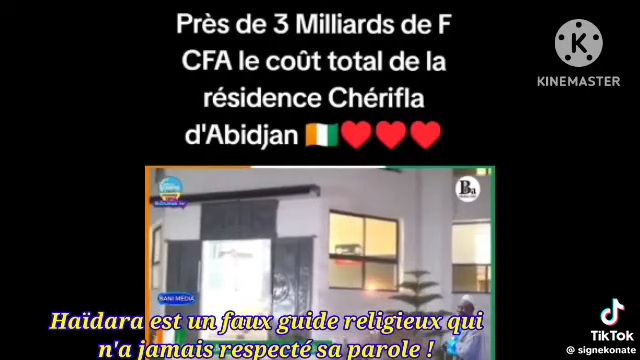 Près de 3 Milliards de F
CFA le coût total de la
résidence Chérifla
d'Abidjan 🇨🇮♥️♥️♥️
KINEMASTER
Ba
BANI MEDIA
Haïdara est un faux guide religieux qui
n'a jamais respecté sa parole !
TikTok
@signekonate